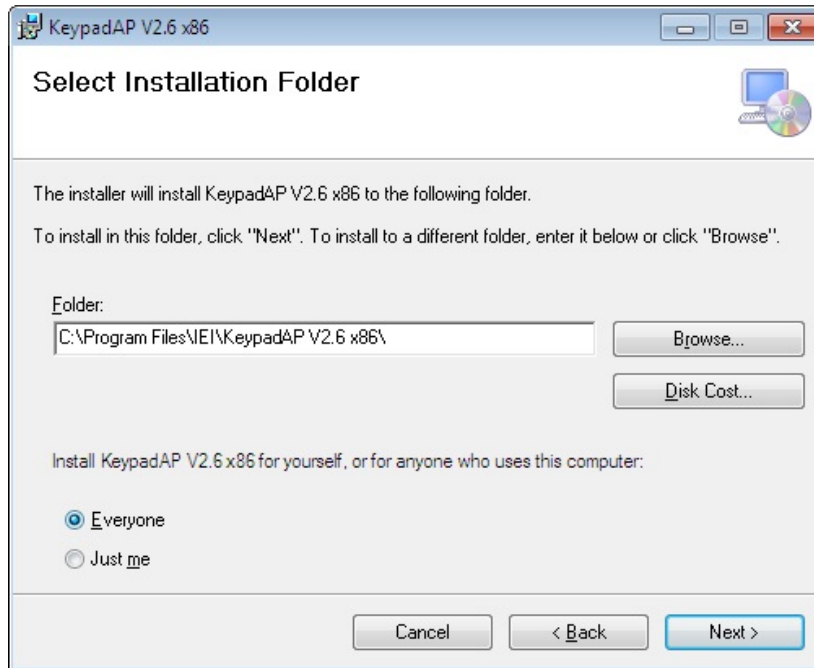 KeypadAP V2.6 x86
Select Installation Folder
The installer will install KeypadAP V2.6 x86 to the following folder.
To install in this folder, click "Next". To install to a different folder, enter it below or click "Browse".
Folder:
C:\Program Files\IEI\KeypadAP V2.6 x86\
Browse...
Disk Cost...
Install KeypadAP V2.6 x86 for yourself, or for anyone who uses this computer:
Everyone
Just me
Cancel
< Back
Next >